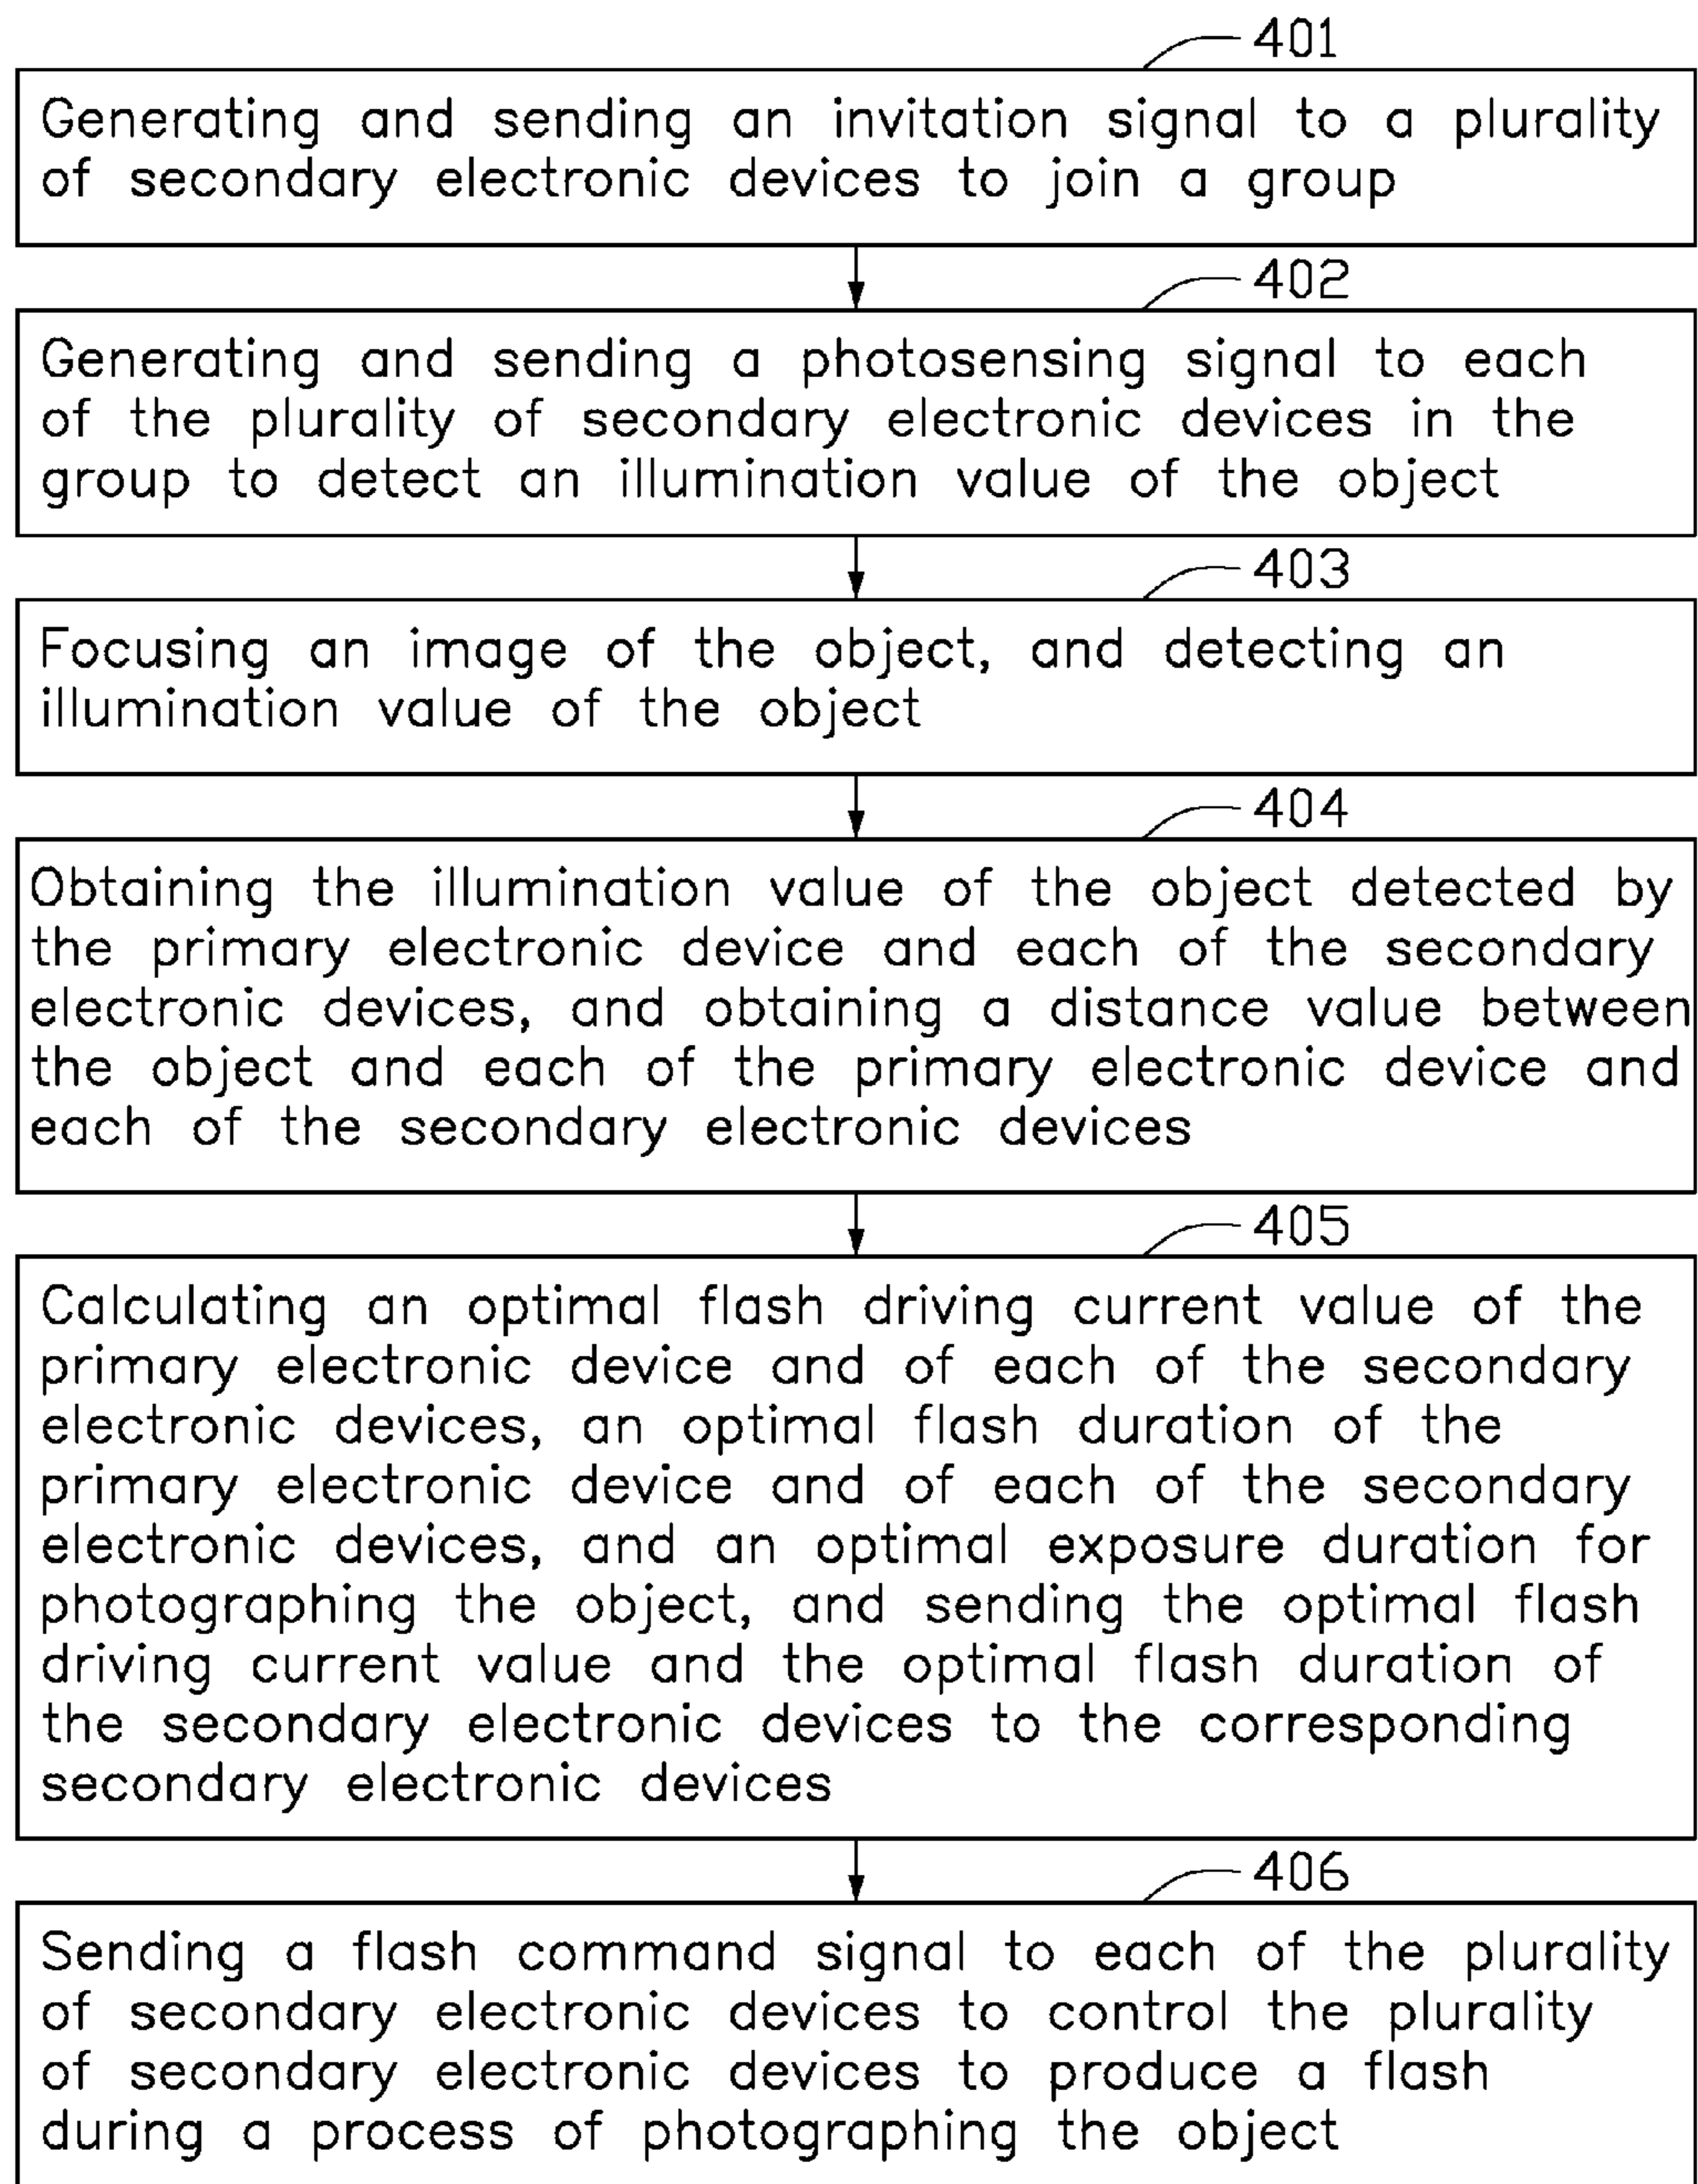 401
Generating and sending an invitation signal to a plurality
of secondary electronic devices to join a group
402
Generating and sending a photosensing signal to each
of the plurality of secondary electronic devices in the
group to detect an illumination value of the object
403
Focusing an image of the object, and detecting an
illumination value of the object
404
Obtaining the illumination value of the object detected by
the primary electronic device and each of the secondary
electronic devices, and obtaining a distance value between
the object and each of the primary electronic device and
each of the secondary electronic devices
405
Calculating an optimal flash driving current value of the
primary electronic device and of each of the secondary
electronic devices, an optimal flash duration of the
primary electronic device and of each of the secondary
electronic devices, and an optimal exposure duration for
photographing the object, and sending the optimal flash
driving current value and the optimal flash duration of
the secondary electronic devices to the corresponding
secondary electronic devices
406
Sending a flash command signal to each of the plurality
of secondary electronic devices to control the plurality
of secondary electronic devices to produce a flash
during a process of photographing the object